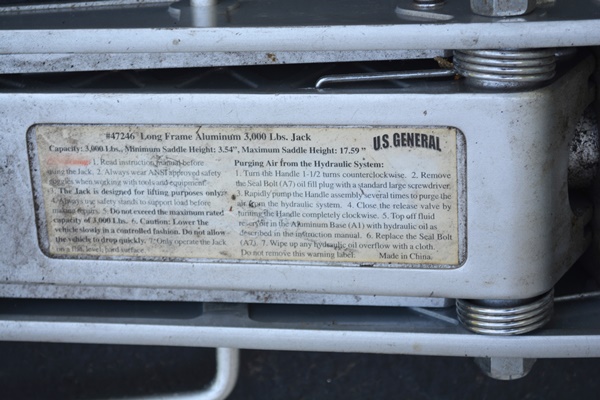 #47246 Long Frame Aluminum 3,000 Lbs. Jack
U.S. GENERAL
Capacity: 3,000 Lbs., Minimum Saddle Height: 3.54", Maximum Saddle Height: 17.59"
1. Read instruction manual before
using the Jack. 2. Always wear ANSI approved safety
goggles when working with tools and equipment.
3. The Jack is designed for lifting purposes only.
4. Always use safety stands to support load before
making repairs. 5. Do not exceed the maximum rated
capacity of 3,000 Lbs. 6. Caution: Lower the
vehicle slowly in a controlled fashion. Do not allow
the vehicle to drop quickly. 7. Only operate the Jack
on a flat, level, hard surface.
Purging Air from the Hydraulic System:
1. Turn the Handle 1-1/2 turns counterclockwise. 2. Remove
the Seal Bolt (A7) oil fill plug with a standard large screwdriver.
3. Rapidly pump the Handle assembly several times to purge the
air from the hydraulic system. 4. Close the release valve by
turning the Handle completely clockwise. 5. Top off fluid
reservior in the Aluminum Base (A1) with hydraulic oil as
described in the instruction manual. 6. Replace the Seal Bolt
(A7). 7. Wipe up any hydraulic oil overflow with a cloth.
Do not remove this warning label. Made in China.